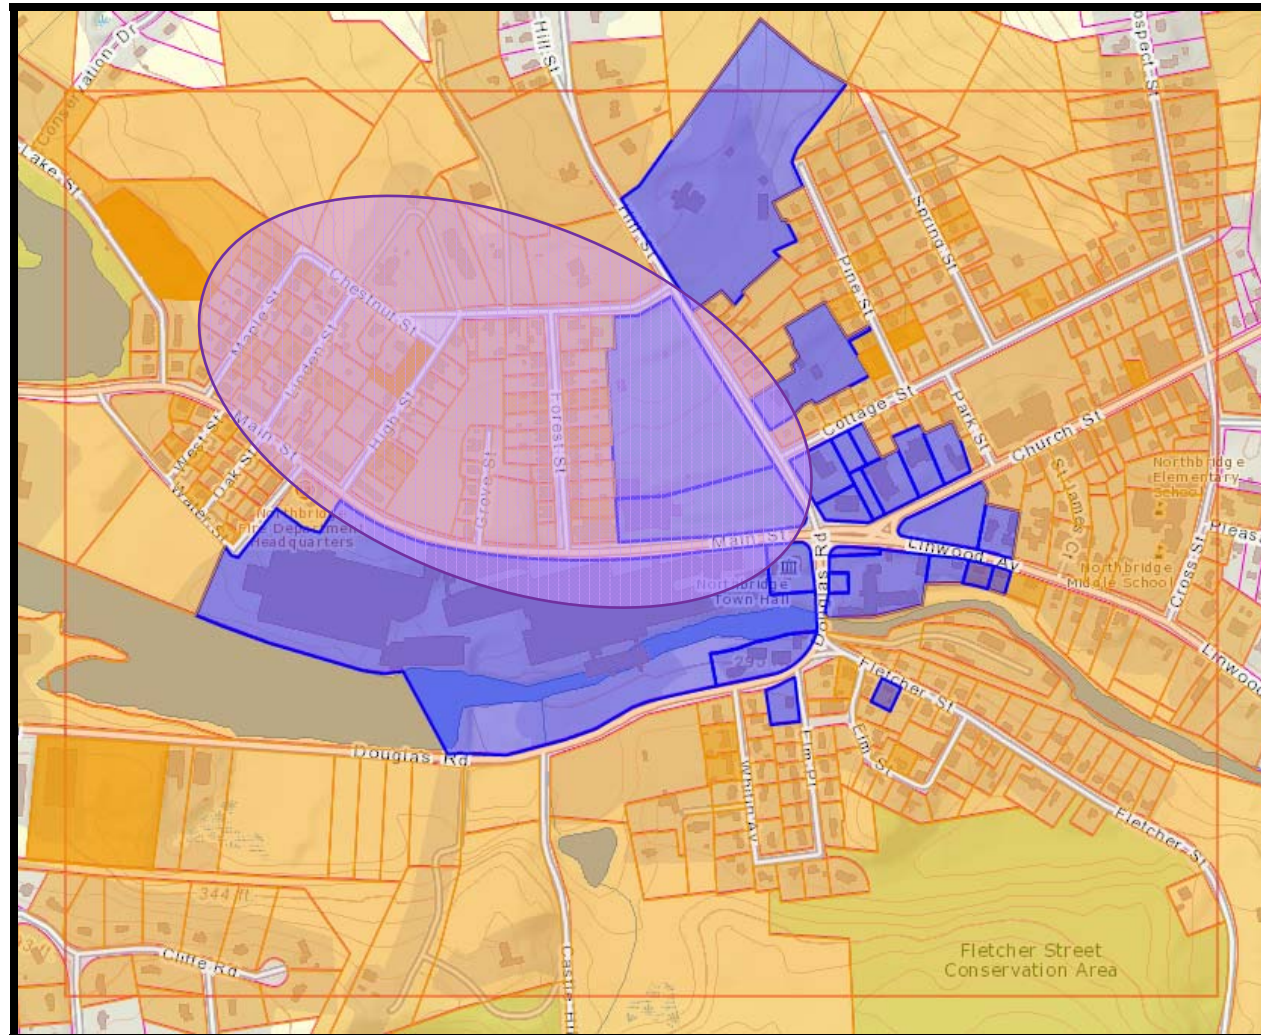 Conservation-Dr
Hill-St
ospect-St
Lake-St
Hill-St
Spring-St
Pine-St
Chestnut-St
Maple-St
Linden-St
High-St
Forest-St
Grove-St
Main-St
West-St
Oak-St
Water-St
Cottage-St
Park-St
Church-St
St-James-Ct
Northbridge
Elementary
School
Northbridge
Fire Department
Headquarters
Main-St
Linwood-Av
Pleas
Northbridge
Town Hall
Douglas-Rd
Northbridge
Middle School
Cross-St
Linwood
Fletcher-St
Elm-St
Elm-Pl
Whitin-Av
Douglas-Rd
Fletcher-St
344 ft
Cliffe-Rd
Castle-Hi
Fletcher Street
Conservation Area